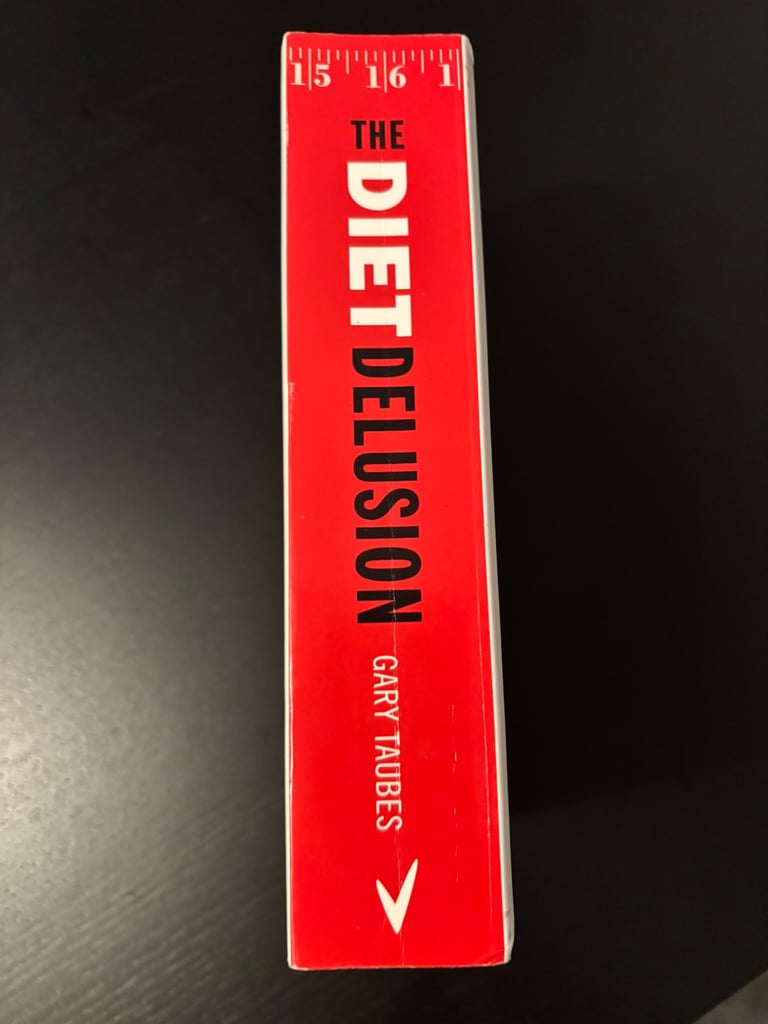 15 16 1
THE
DIET
DELUSION
GARY TAUBES